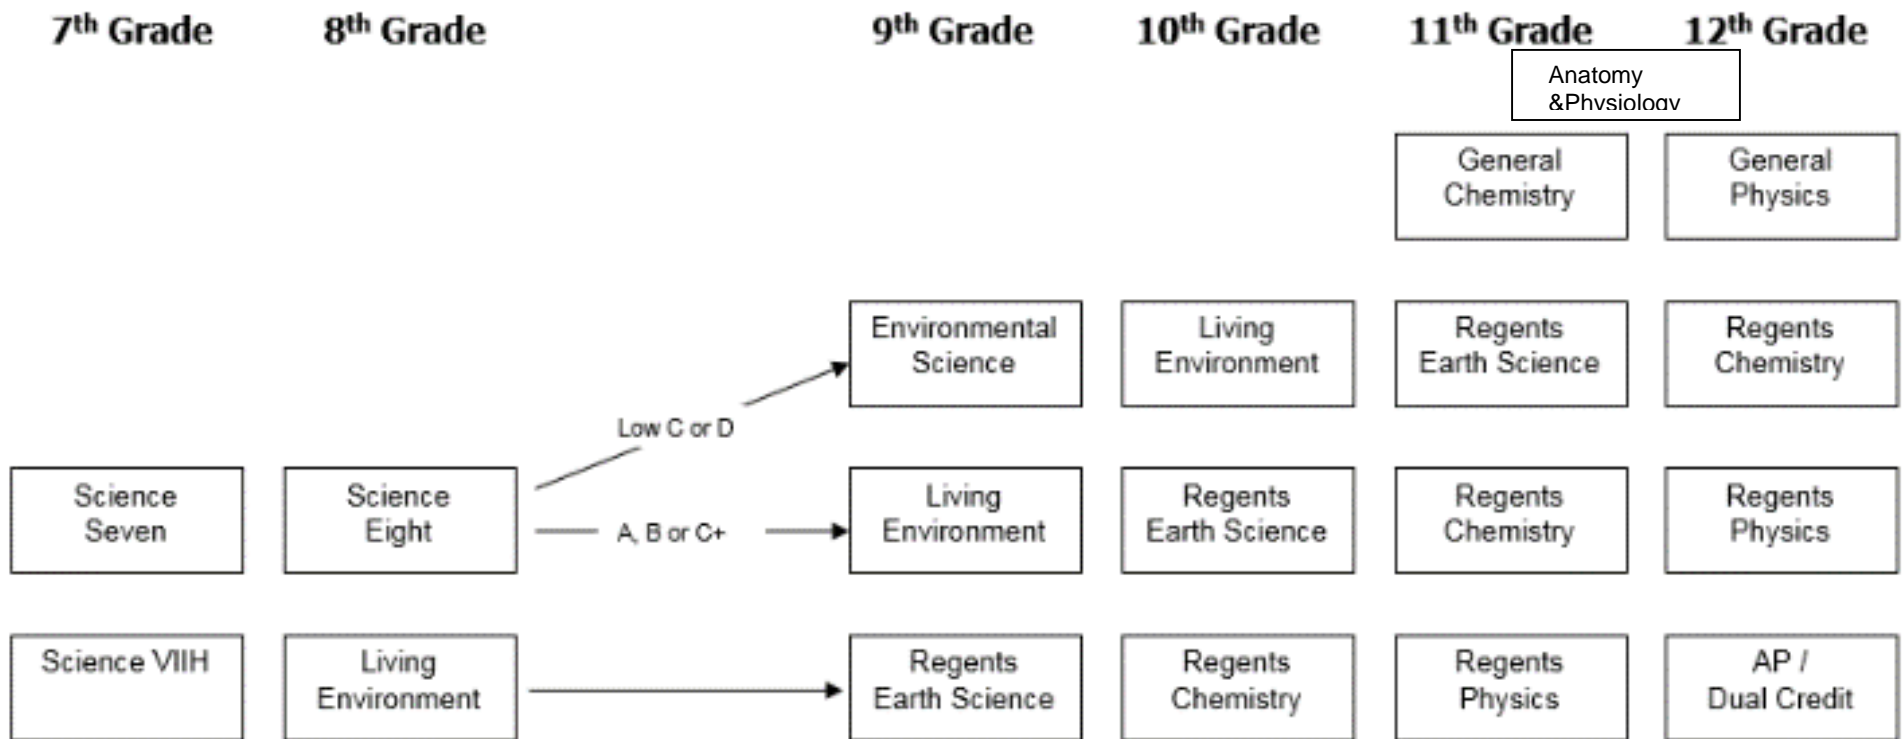 7th Grade 8th Grade 9th Grade 10th Grade 11th Grade 12th Grade
Anatomy
&Physiology
General
Chemistry
General
Physics
Environmental
Science
Living
Environment
Regents
Earth Science
Regents
Chemistry
Low C or D
Science
Seven
Science
Eight
A, B or C+
Living
Environment
Regents
Earth Science
Regents
Chemistry
Regents
Physics
Science VIIH
Living
Environment
Regents
Earth Science
Regents
Chemistry
Regents
Physics
AP /
Dual Credit